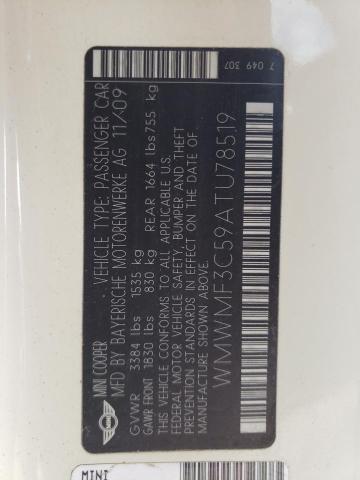 MINI COOPER
VEHICLE TYPE: PASSENGER CAR
MFD BY BAYERISCHE MOTORENWERKE AG 11/09
GVWR 3384 lbs 1535 kg
GAWR FRONT 1830 lbs 830 kg REAR 1664 lbs 755 kg
THIS VEHICLE CONFORMS TO ALL APPLICABLE U.S.
FEDERAL MOTOR VEHICLE SAFETY, BUMPER AND THEFT
PREVENTION STANDARDS IN EFFECT ON THE DATE OF
MANUFACTURE SHOWN ABOVE.
WMWMF3C59ATU78519
7 049 307
MINI